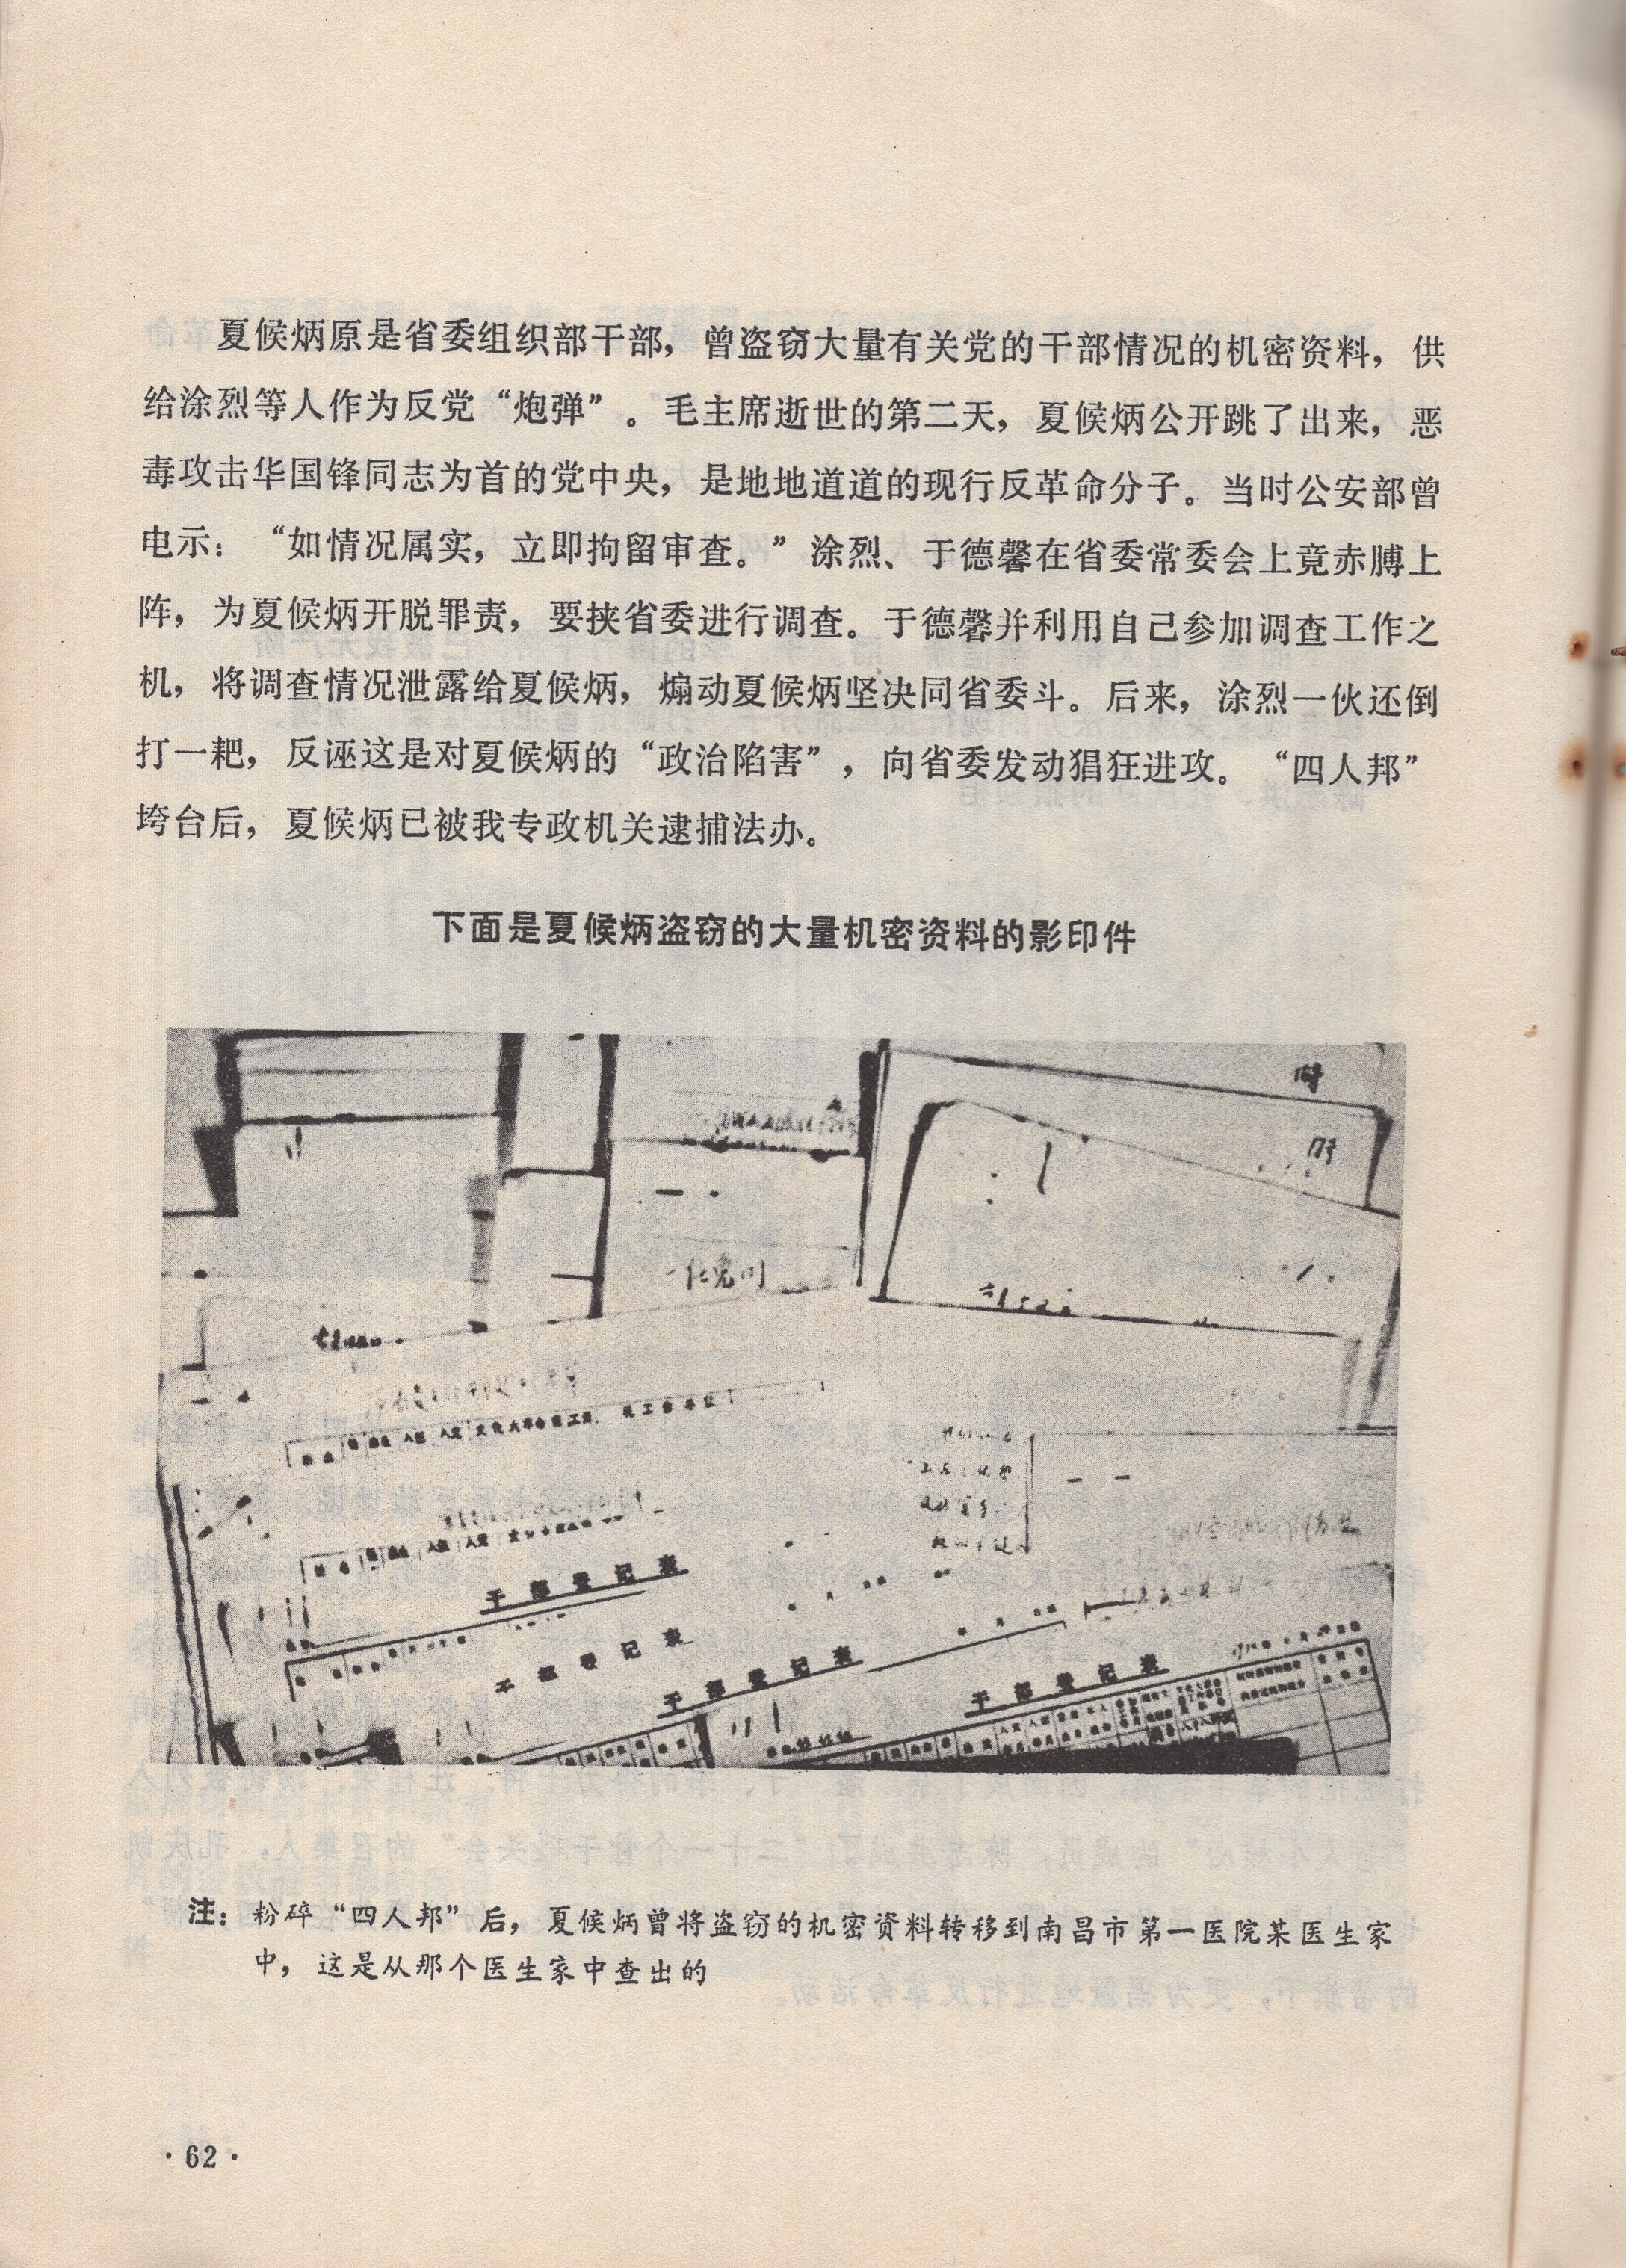 夏候炳原是省委组织部干部，曾盗窃大量有关党的干部情况的机密资料，供
给涂烈等人作为反党“炮弹”。毛主席逝世的第二天，夏候炳公开跳了出来，恶
毒攻击华国锋同志为首的党中央，是地地道道的现行反革命分子。当时公安部曾
电示：“如情况属实，立即拘留审查。”涂烈、于德馨在省委常委会上竟赤膊上
阵，为夏候炳开脱罪责，要挟省委进行调查。于德馨并利用自己参加调查工作之
机，将调查情况泄露给夏候炳，煽动夏候炳坚决同省委斗。后来，涂烈一伙还倒
打一耙，反诬这是对夏候炳的“政治陷害”，向省委发动猖狂进攻。“四人邦”
垮台后，夏候炳已被我专政机关逮捕法办。
下面是夏候炳盗窃的大量机密资料的影印件
干部登记表
干部登记表
干部登记表
干部登记表
注：粉碎“四人邦”后，夏候炳曾将盗窃的机密资料转移到南昌市第一医院某医生家
中，这是从那个医生家中查出的
·62·